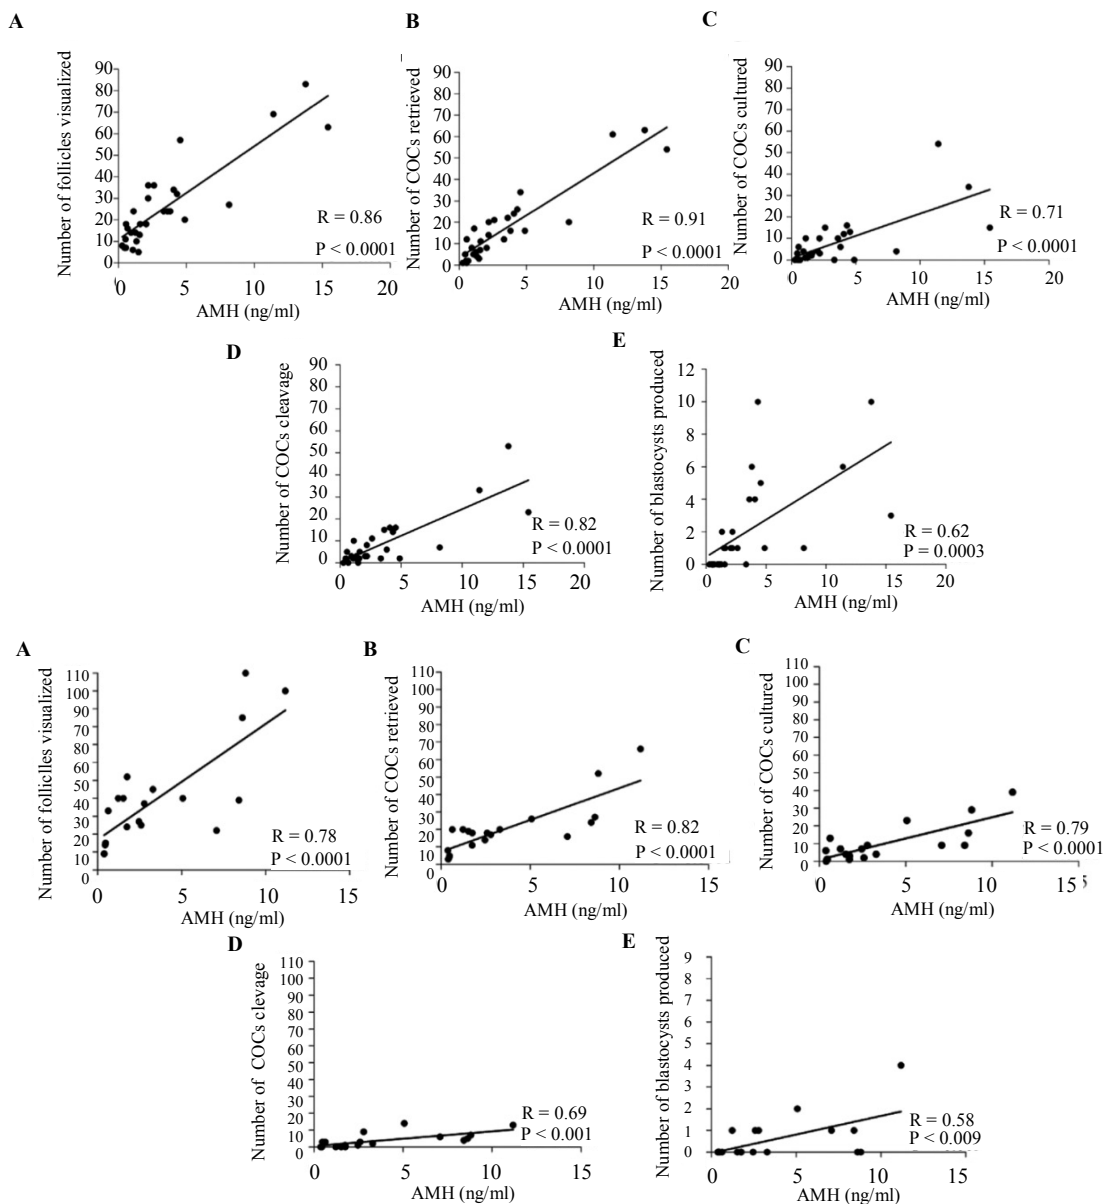 A
Number of follicles visualized
90
80
70
60
50
40
30
20
10
0
R = 0.86
P < 0.0001
0 5 10 15 20
AMH (ng/ml)
B
Number of COCs retrieved
90
80
70
60
50
40
30
20
10
0
R = 0.91
P < 0.0001
0 5 10 15 20
AMH (ng/ml)
C
Number of COCs cultured
90
80
70
60
50
40
30
20
10
0
R = 0.71
P < 0.0001
0 5 10 15 20
AMH (ng/ml)
D
Number of COCs cleavage
90
80
70
60
50
40
30
20
10
0
R = 0.82
P < 0.0001
0 5 10 15 20
AMH (ng/ml)
E
Number of blastocysts produced
12
10
8
6
4
2
0
R = 0.62
P = 0.0003
0 5 10 15 20
AMH (ng/ml)
A
Number of folliclles visualized
110
100
90
80
70
60
50
40
30
20
10
0
R = 0.78
P < 0.0001
0 5 10 15
AMH (ng/ml)
B
Number of COCs retrieved
110
100
90
80
70
60
50
40
30
20
10
0
R = 0.82
P < 0.0001
0 5 10 15
AMH (ng/ml)
C
Number of COCs cultured
110
100
90
80
70
60
50
40
30
20
10
0
R = 0.79
P < 0.0001
0 5 10 15 5
AMH (ng/ml)
D
Number of COCs clevage
110
100
90
80
70
60
50
40
30
20
10
0
R = 0.69
P < 0.001
0 5 10 15
AMH (ng/ml)
E
Number of blastocysts produced
9
8
7
6
5
4
3
2
1
0
R = 0.58
P < 0.009
0 5 10 15
AMH (ng/ml)